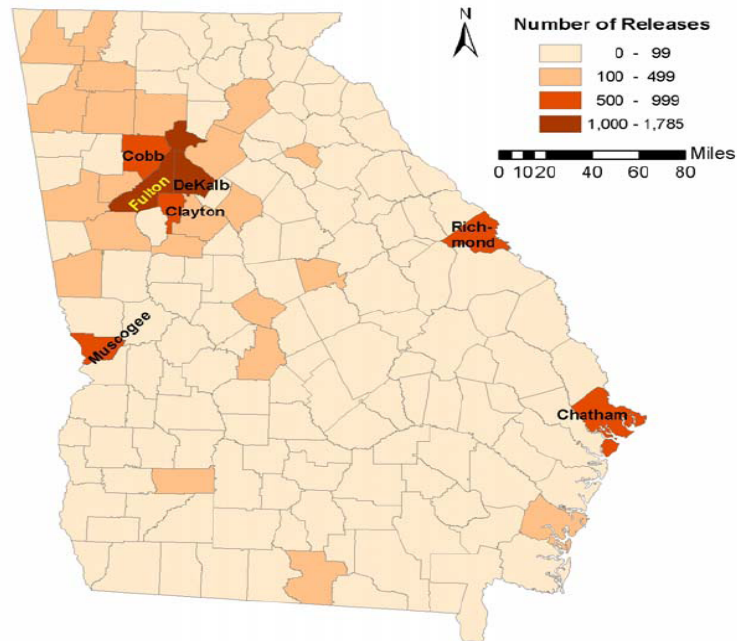 N
Number of Releases
0 - 99
100 - 499
500 - 999
1,000 - 1,785
Miles
0 10 20 40 60 80
Cobb
DeKalb
Fulton
Clayton
Rich-
mond
Muscogee
Chatham